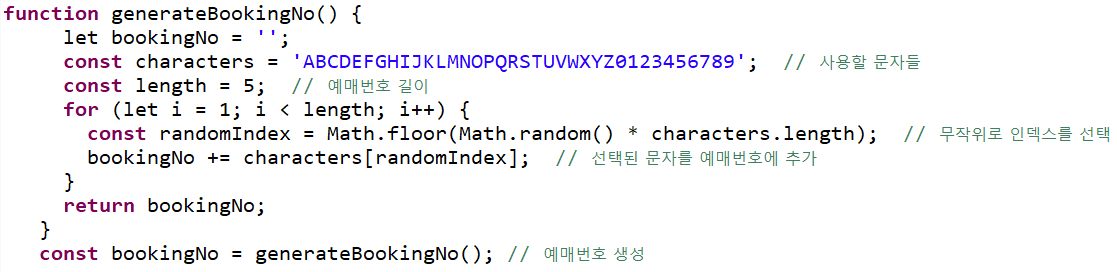 function generateBookingNo() {
let bookingNo = '';
const characters = 'ABCDEFGHIJKLMNOPQRSTUVWXYZ0123456789'; // 사용할 문자들
const length = 5; // 예매번호 길이
for (let i = 1; i < length; i++) {
const randomIndex = Math.floor(Math.random() * characters.length); // 무작위로 인덱스를 선택
bookingNo += characters[randomIndex]; // 선택된 문자를 예매번호에 추가
}
return bookingNo;
}
const bookingNo = generateBookingNo(); // 예매번호 생성